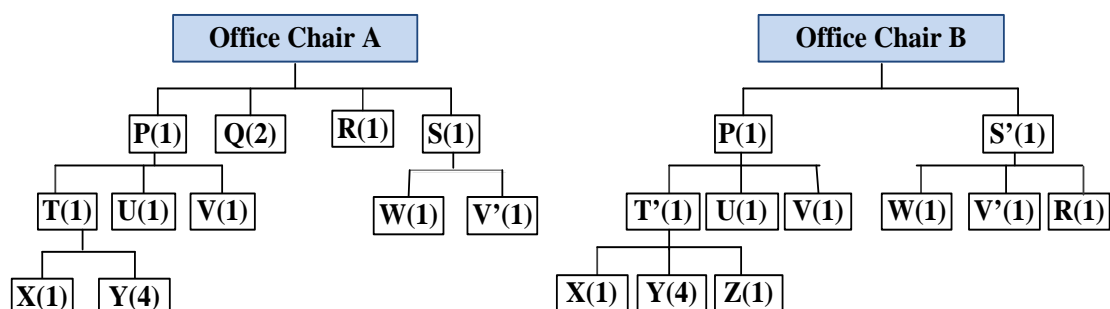 Office Chair A
Office Chair B
P(1) Q(2) R(1) S(1)
P(1) S’(1)
T(1) U(1) V(1) W(1) V’(1)
T’(1) U(1) V(1) W(1) V’(1) R(1)
X(1) Y(4)
X(1) Y(4) Z(1)